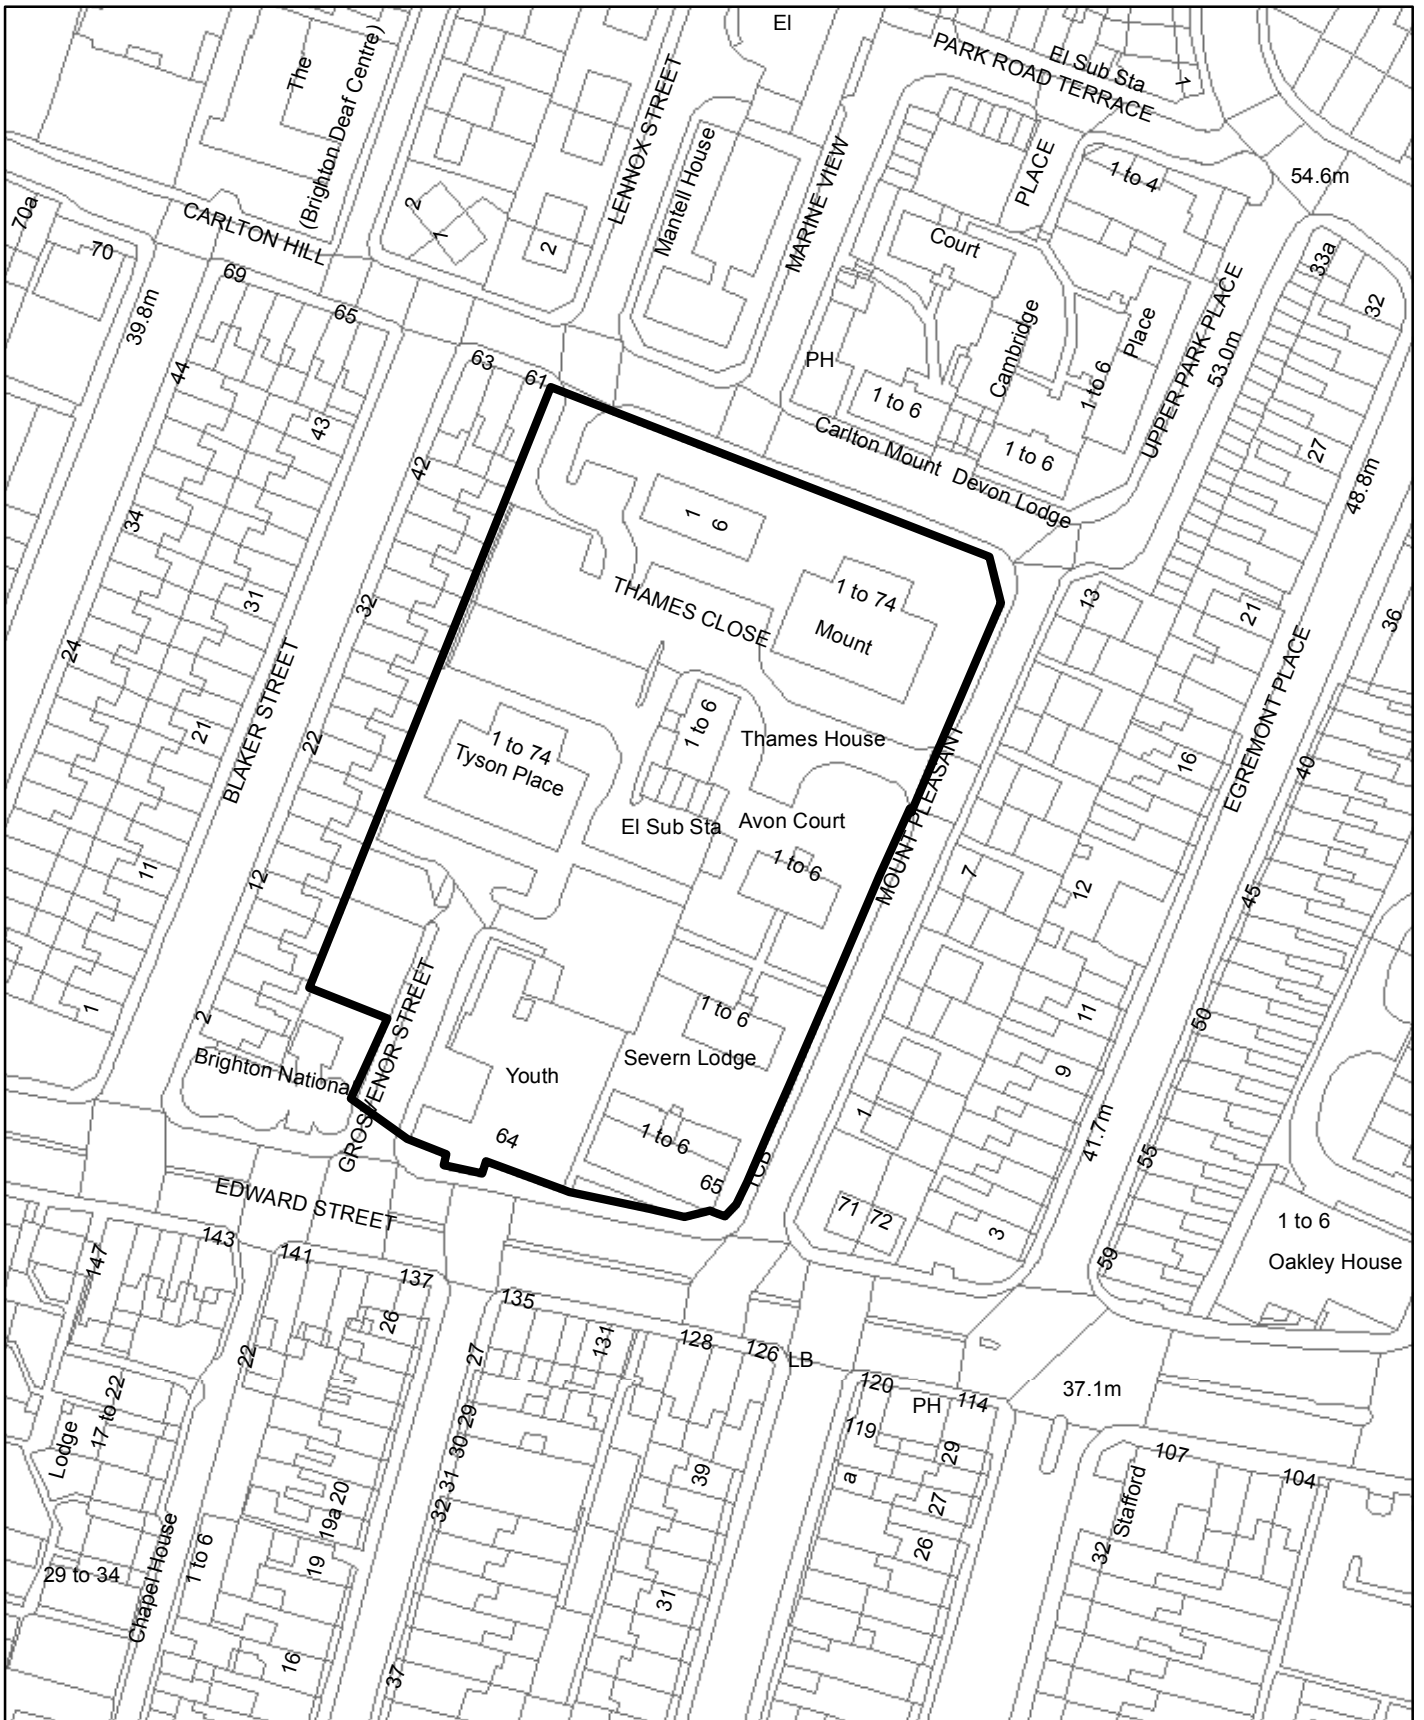 El
The
(Brighton Deaf Centre)
LENNOX STREET
PARK ROAD TERRACE
El Sub Sta
7
Mantell House
MARINE VIEW
PLACE
1 to 4
54.6m
70a
70
CARLTON HILL
2
1
2
Court
33a
32
39.8m
69
65
63
61
PH
1 to 6
Cambridge
Place
1 to 6
UPPER PARK PLACE
53.0m
44
43
42
Carlton Mount
Devon Lodge
1 to 6
27
48.8m
34
1
6
THAMES CLOSE
1 to 74
Mount
13
21
36
31
32
24
BLAKER STREET
21
22
1 to 74
Tyson Place
1 to 6
Thames House
MOUNT PLEASANT
16
EGREMONT PLACE
40
El Sub Sta
Avon Court
1 to 6
11
12
7
12
45
1
2
Brighton National
GROSVENOR STREET
1 to 6
Severn Lodge
Youth
11
50
9
64
1 to 6
65
TCB
1
41.7m
55
EDWARD STREET
71
72
3
59
1 to 6
Oakley House
147
143
141
137
135
26
131
128
126
LB
22
27
120
PH
114
37.1m
17 to 22
Lodge
29
30
31
32
39
119
a
29
27
26
107
104
Stafford
32
20
19a
19
1 to 6
29 to 34
Chapel House
31
16
37